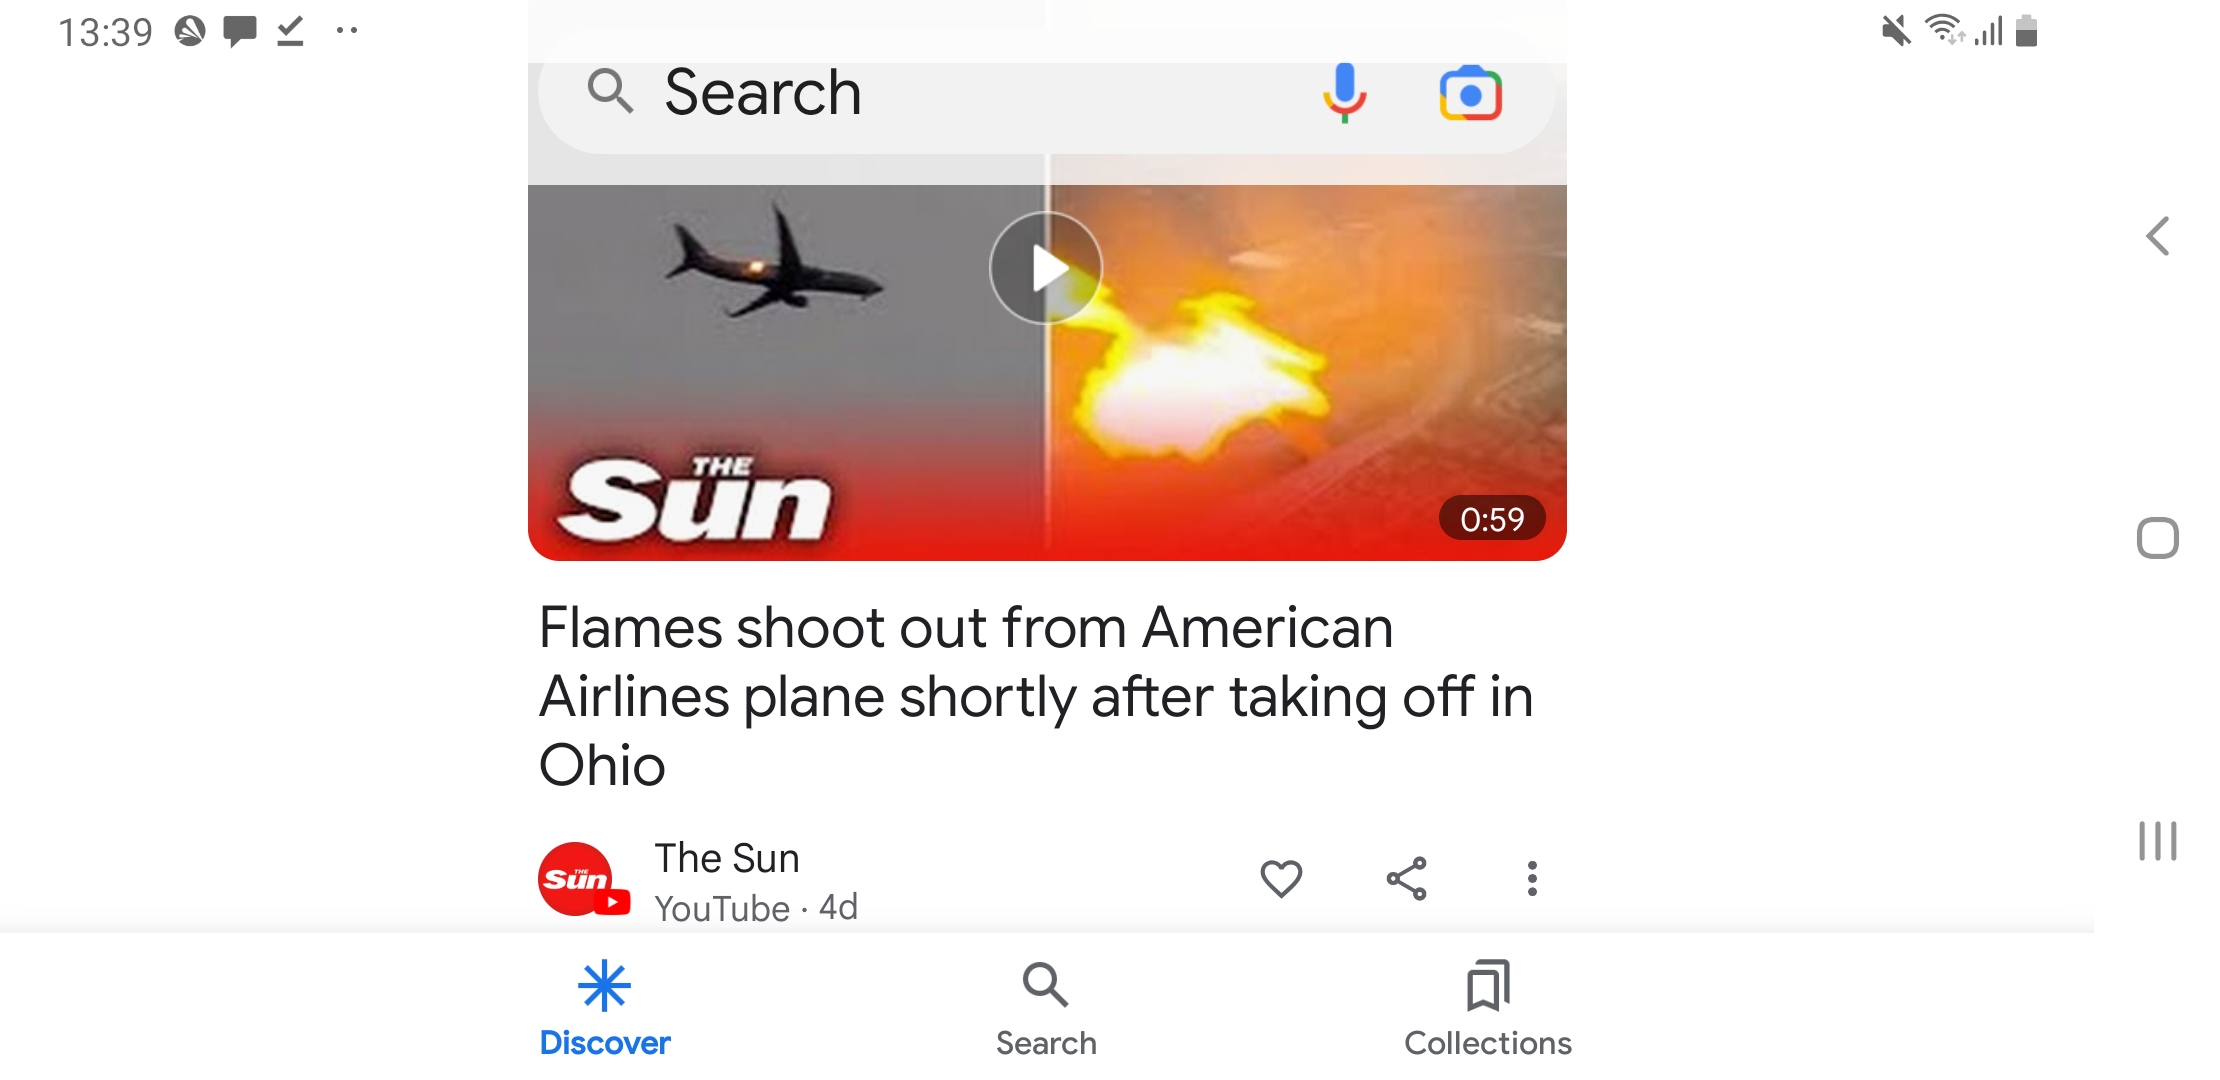 13:39
Search
THE
Sun
0:59
Flames shoot out from American
Airlines plane shortly after taking off in
Ohio
THE
Sun
The Sun
YouTube · 4d
Discover
Search
Collections